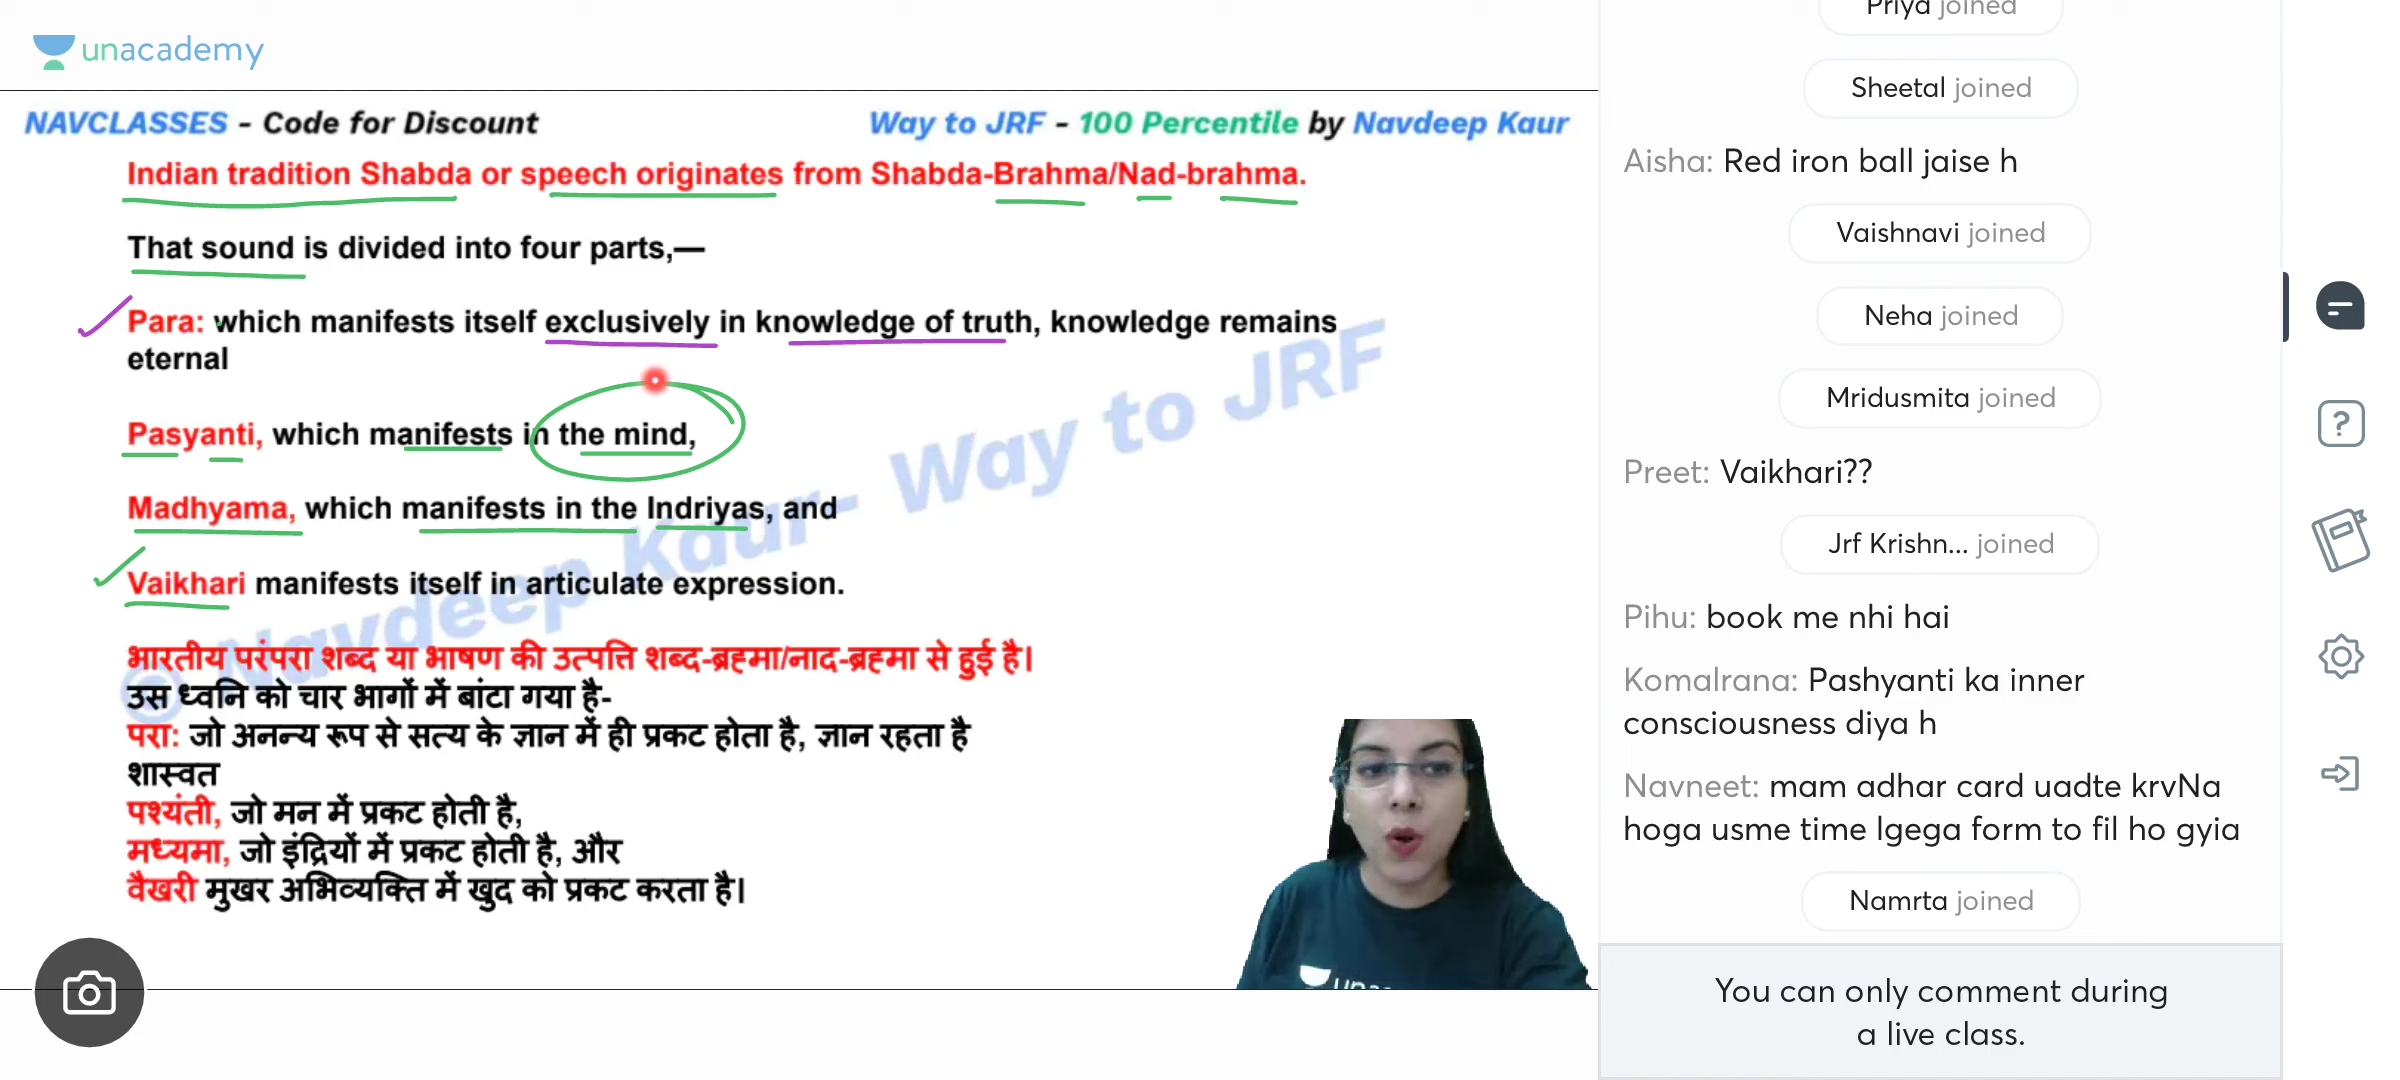 unacademy
NAVCLASSES - Code for Discount
Way to JRF - 100 Percentile by Navdeep Kaur
Indian tradition Shabda or speech originates from Shabda-Brahma/Nad-brahma.
That sound is divided into four parts,—
Para: which manifests itself exclusively in knowledge of truth, knowledge remains
eternal
Pasyanti, which manifests in the mind,
Madhyama, which manifests in the Indriyas, and
Vaikhari manifests itself in articulate expression.
© Navdeep Kaur- Way to JRF
भारतीय परंपरा शब्द या भाषण की उत्पत्ति शब्द-ब्रह्मा/नाद-ब्रह्मा से हुई है।
उस ध्वनि को चार भागों में बांटा गया है-
परा: जो अनन्य रूप से सत्य के ज्ञान में ही प्रकट होता है, ज्ञान रहता है
शास्वत
पश्यंती, जो मन में प्रकट होती है,
मध्यमा, जो इंद्रियों में प्रकट होती है, और
वैखरी मुखर अभिव्यक्ति में खुद को प्रकट करता है।
Priya joined
Sheetal joined
Aisha: Red iron ball jaise h
Vaishnavi joined
Neha joined
Mridusmita joined
Preet: Vaikhari??
Jrf Krishn... joined
Pihu: book me nhi hai
Komalrana: Pashyanti ka inner
consciousness diya h
Navneet: mam adhar card uadte krvNa
hoga usme time lgega form to fil ho gyia
Namrta joined
You can only comment during
a live class.